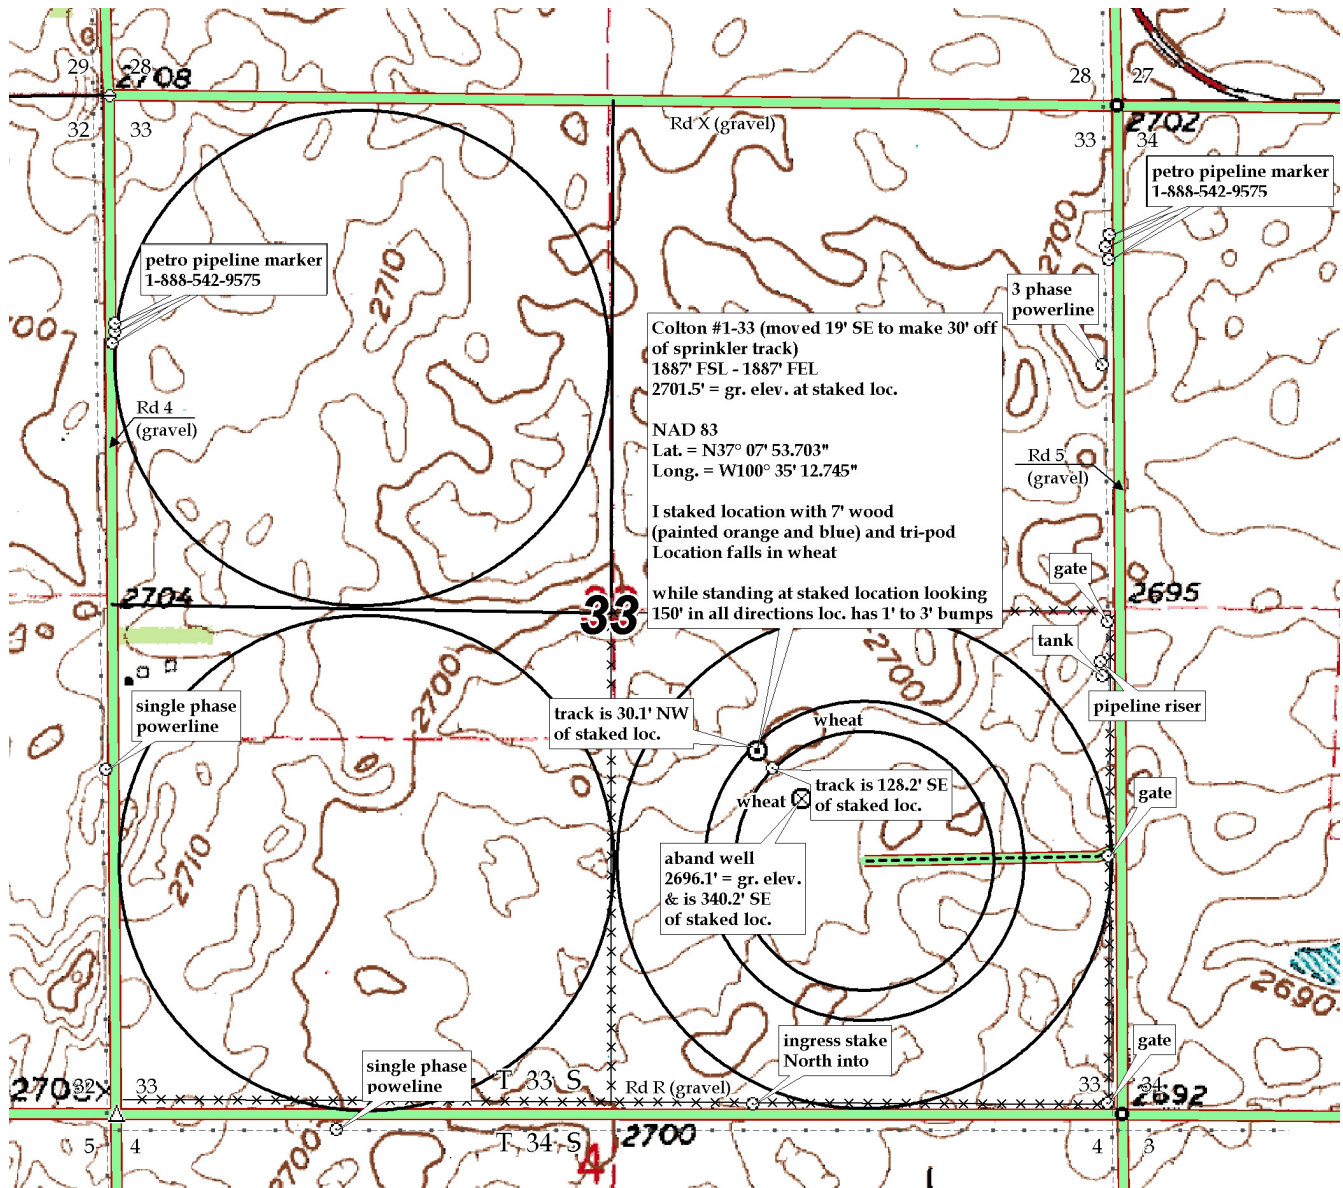 29
28
2708
28
27
32
33
Rd X (gravel)
2702
33
34
petro pipeline marker
1-888-542-9575
2700
petro pipeline marker
1-888-542-9575
2710
3 phase
powerline
00
Colton #1-33 (moved 19' SE to make 30' off
of sprinkler track)
1887' FSL - 1887' FEL
2701.5' = gr. elev. at staked loc.
NAD 83
Lat. = N37° 07' 53.703"
Long. = W100° 35' 12.745"
I staked location with 7' wood
(painted orange and blue) and tri-pod
Location falls in wheat
while standing at staked location looking
150' in all directions loc. has 1' to 3' bumps
Rd 4
(gravel)
Rd 5
(gravel)
gate
2704
33
2695
tank
2700
2700
pipeline riser
single phase
powerline
track is 30.1' NW
of staked loc.
wheat
track is 128.2' SE
of staked loc.
wheat
gate
2710
aband well
2696.1' = gr. elev.
& is 340.2' SE
of staked loc.
2690
ingress stake
North into
gate
single phase
poweline
T 33 S
Rd R (gravel)
32
33
33
34
2692
5
4
T 34 S
2700
4
3
2700
4